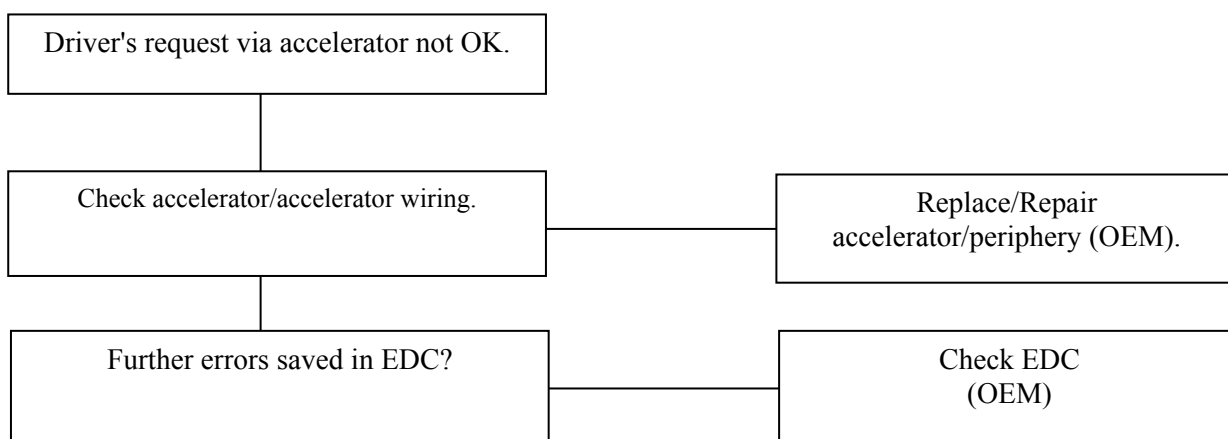 Driver's request via accelerator not OK.
Check accelerator/accelerator wiring.
Replace/Repair
accelerator/periphery (OEM).
Further errors saved in EDC?
Check EDC
(OEM)